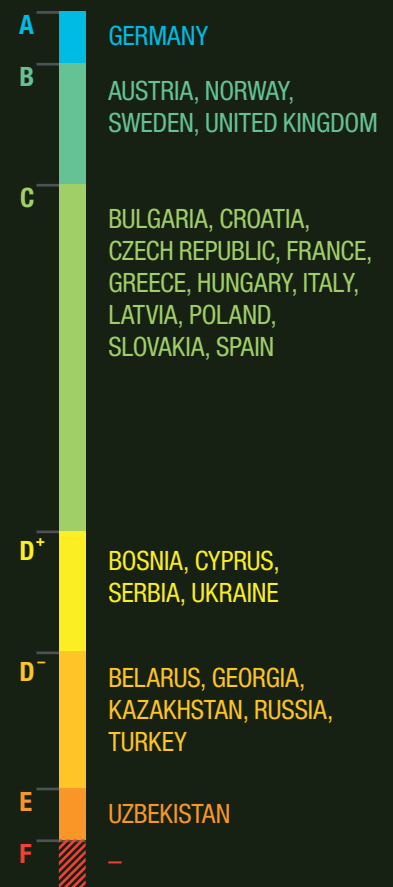 A
GERMANY
B
AUSTRIA, NORWAY,
SWEDEN, UNITED KINGDOM
C
BULGARIA, CROATIA,
CZECH REPUBLIC, FRANCE,
GREECE, HUNGARY, ITALY,
LATVIA, POLAND,
SLOVAKIA, SPAIN
D+
BOSNIA, CYPRUS,
SERBIA, UKRAINE
D−
BELARUS, GEORGIA,
KAZAKHSTAN, RUSSIA,
TURKEY
E
UZBEKISTAN
F
–